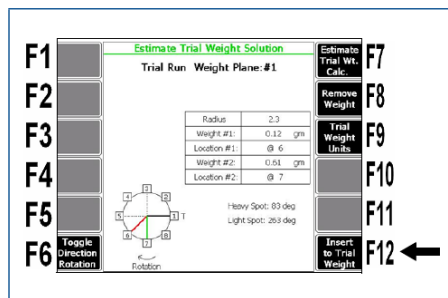 Estimate Trial Weight Solution
Trial Run Weight Plane:#1
F1
F2
F3
F4
F5
F6
Toggle
Direction
Rotation
Radius 2.3
Weight #1: 0.12 gm
Location #1: @ 6
Weight #2: 0.61 gm
Location #2: @ 7
3
4
2
5
1 T
6
8
7
Rotation
Heavy Spot: 83 deg
Light Spot: 263 deg
Estimate
Trial Wt.
Calc.
F7
Remove
Weight
F8
Trial
Weight
Units
F9
F10
F11
Insert
to Trial
Weight
F12